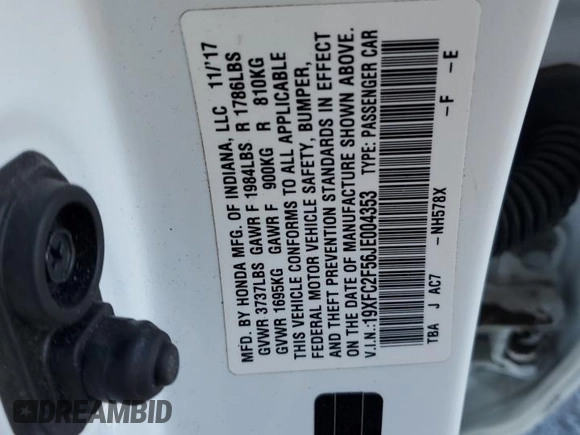 MFD. BY HONDA MFG. OF INDIANA, LLC 11/'17
GVWR 3737LBS GAWR F 1984LBS R 1786LBS
GVWR 1695KG GAWR F 900KG R 810KG
THIS VEHICLE CONFORMS TO ALL APPLICABLE
FEDERAL MOTOR VEHICLE SAFETY, BUMPER,
AND THEFT PREVENTION STANDARDS IN EFFECT
ON THE DATE OF MANUFACTURE SHOWN ABOVE.
V.I.N.:19XFC2F56JE004353 TYPE: PASSENGER CAR
TBA J AC7 - NH578X - F - E
DREAMBID